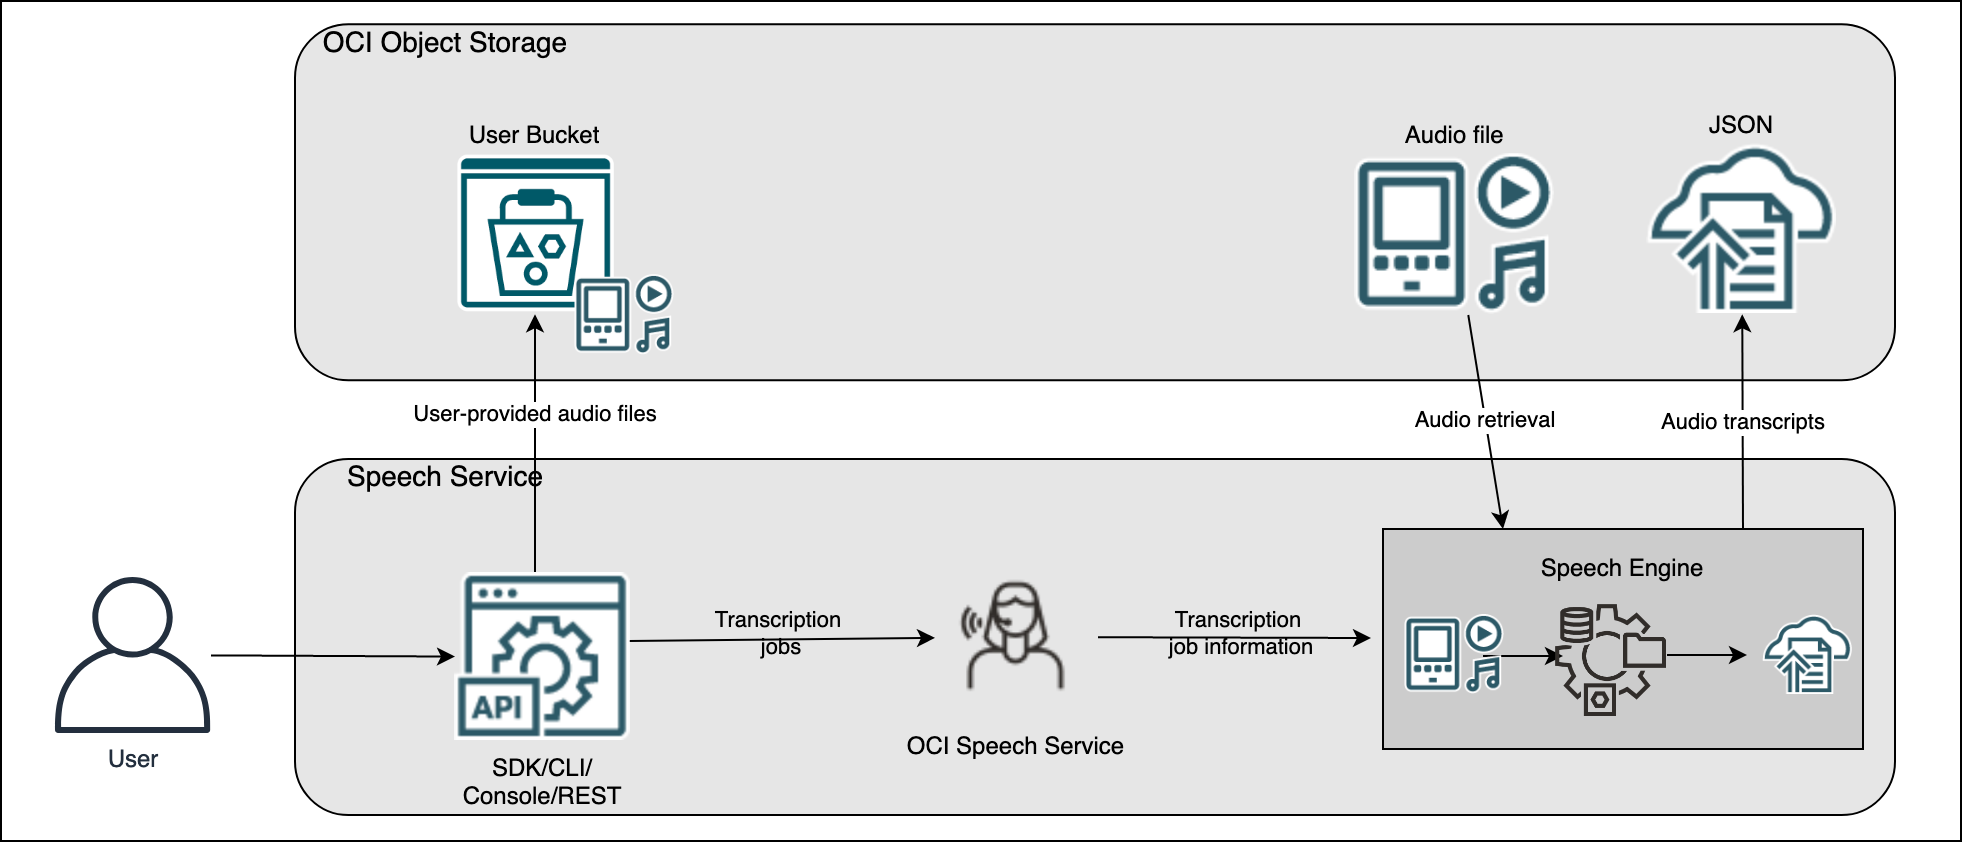 OCI Object Storage
User Bucket
Audio file
JSON
User-provided audio files
Audio retrieval
Audio transcripts
Speech Service
Speech Engine
Transcription
jobs
Transcription
job information
API
OCI Speech Service
User
SDK/CLI/
Console/REST